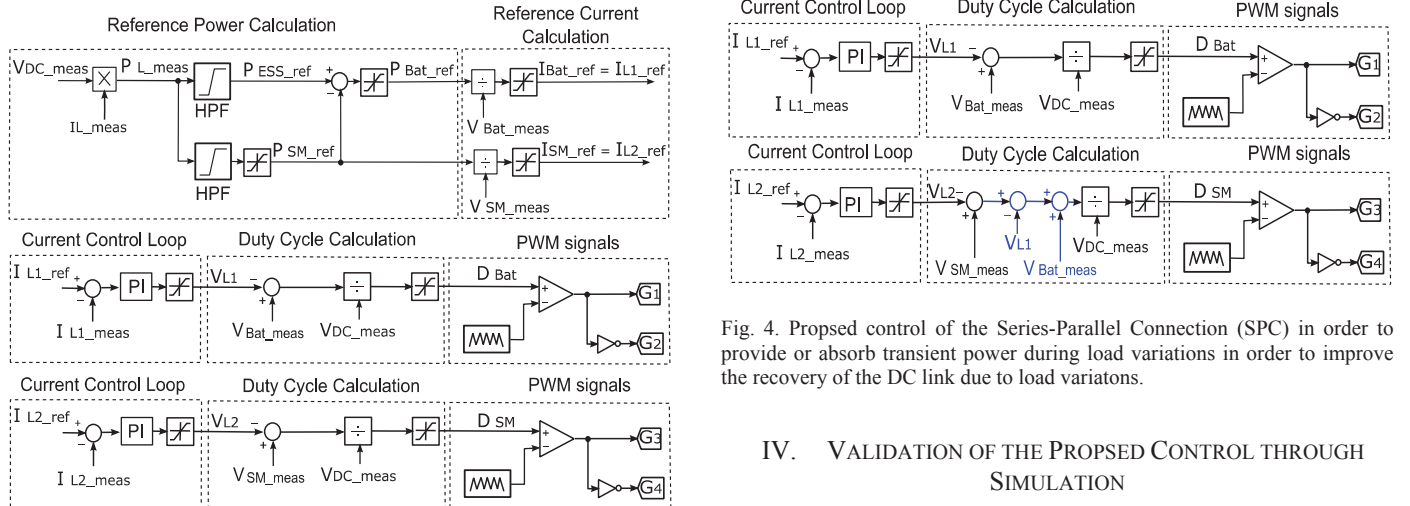 Reference Power Calculation
Reference Current
Calculation
VDC_meas
P L_meas
P ESS_ref
P Bat_ref
IBat_ref = IL1_ref
×
+
−
÷
HPF
IL_meas
V Bat_meas
P SM_ref
ISM_ref = IL2_ref
HPF
÷
V SM_meas
Current Control Loop
Duty Cycle Calculation
PWM signals
I L1_ref
+
−
PI
VL1
−
+
÷
D Bat
+
−
G1
I L1_meas
VBat_meas
VDC_meas
G2
Current Control Loop
Duty Cycle Calculation
PWM signals
I L2_ref
+
−
PI
VL2
−
+
÷
D SM
+
−
G3
I L2_meas
V SM_meas
VDC_meas
G4
Current Control Loop
Duty Cycle Calculation
PWM signals
I L1_ref
+
−
PI
VL1
−
+
÷
D Bat
+
−
G1
I L1_meas
VBat_meas
VDC_meas
G2
Current Control Loop
Duty Cycle Calculation
PWM signals
I L2_ref
+
−
PI
VL2
−
+
+
−
+
+
÷
D SM
+
−
G3
I L2_meas
VL1
VDC_meas
V SM_meas
V Bat_meas
G4
Fig. 4. Propsed control of the Series-Parallel Connection (SPC) in order to
provide or absorb transient power during load variations in order to improve
the recovery of the DC link due to load variatons.
IV. VALIDATION OF THE PROPSED CONTROL THROUGH
SIMULATION